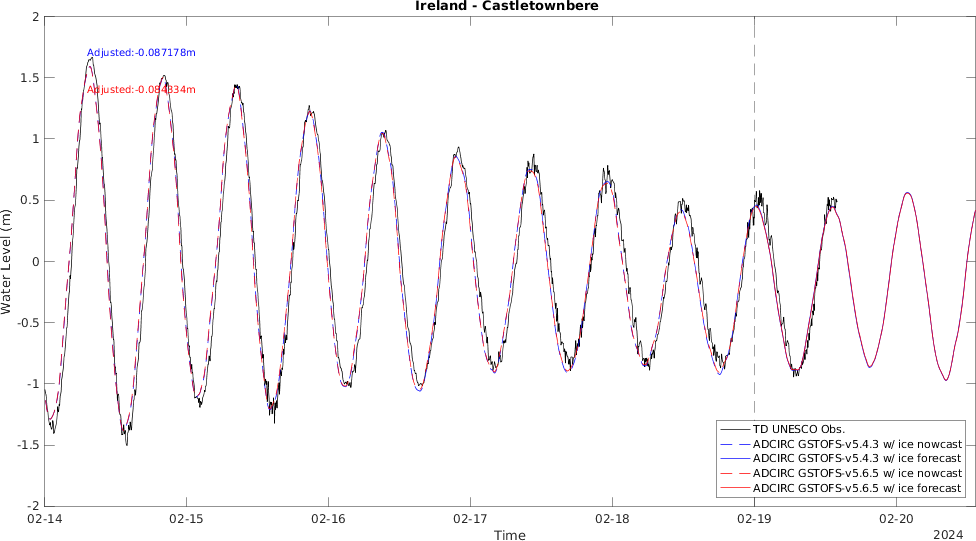 Ireland - Castletownbere
Adjusted:-0.087178m
Adjusted:-0.084334m
Water Level (m)
2
1.5
1
0.5
0
-0.5
-1
-1.5
-2
TD UNESCO Obs.
ADCIRC GSTOFS-v5.4.3 w/ ice nowcast
ADCIRC GSTOFS-v5.4.3 w/ ice forecast
ADCIRC GSTOFS-v5.6.5 w/ ice nowcast
ADCIRC GSTOFS-v5.6.5 w/ ice forecast
02-14 02-15 02-16 02-17 02-18 02-19 02-20
Time
2024